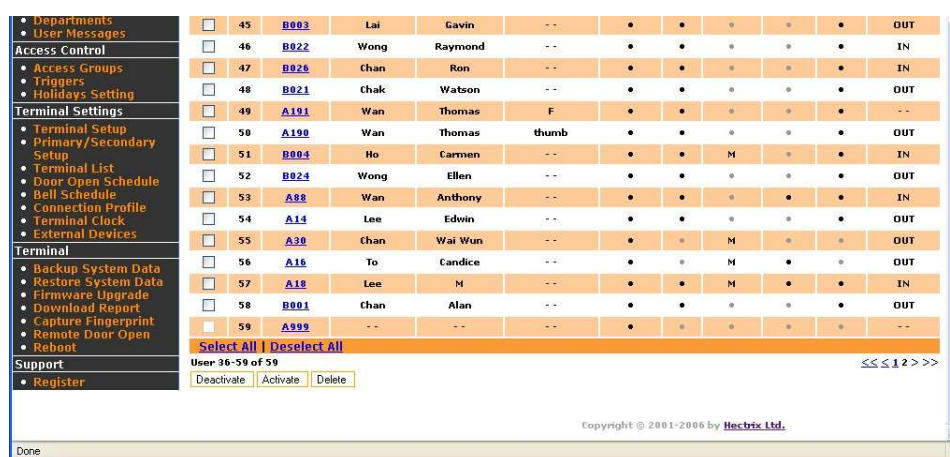 Departments
User Messages
Access Control
Access Groups
Triggers
Holidays Setting
Terminal Settings
Terminal Setup
Primary/Secondary
Setup
Terminal List
Door Open Schedule
Bell Schedule
Connection Profile
Terminal Clock
External Devices
Terminal
Backup System Data
Restore System Data
Firmware Upgrade
Download Report
Capture Fingerprint
Remote Door Open
Reboot
Support
Register
45 B003 Lai Gavin - - OUT
46 B022 Wong Raymond - - IN
47 B026 Chan Ron - - IN
48 B021 Chak Watson - - OUT
49 A191 Wan Thomas F - -
50 A190 Wan Thomas thumb OUT
51 B004 Ho Carmen - - M IN
52 B024 Wong Ellen - - OUT
53 A88 Wan Anthony - - IN
54 A14 Lee Edwin - - OUT
55 A30 Chan Wai Wun - - M OUT
56 A16 To Candice - - M OUT
57 A18 Lee M - - M IN
58 B001 Chan Alan - - OUT
59 A999 - - - - - - - -
Select All | Deselect All
User 36-59 of 59 << < 1 2 > >>
Deactivate Activate Delete
Copyright © 2001-2006 by Hectrix Ltd.
Done